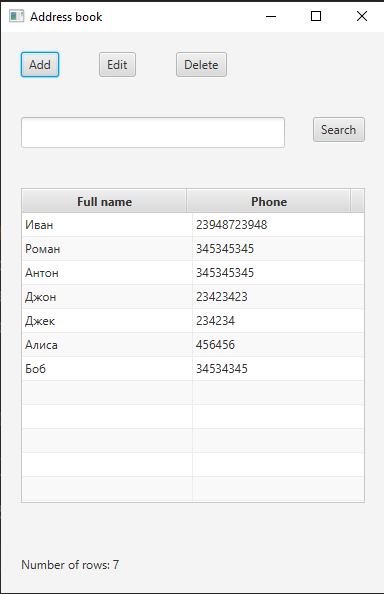 Address book
Add Edit Delete
Search
Full name Phone
Иван 23948723948
Роман 345345345
Антон 345345345
Джон 23423423
Джек 234234
Алиса 456456
Боб 34534345
Number of rows: 7